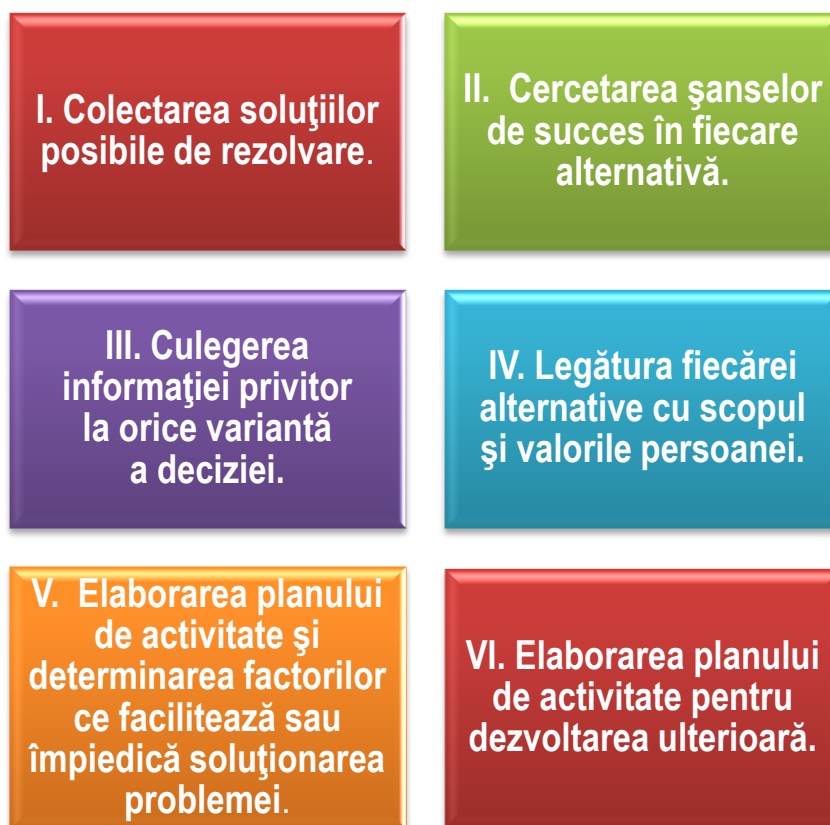 I. Colectarea soluţiilor
posibile de rezolvare.
II.  Cercetarea şanselor
de succes în fiecare
alternativă.
III. Culegerea
informaţiei privitor
la orice variantă
a deciziei.
IV. Legătura fiecărei
alternative cu scopul
şi valorile persoanei.
V.  Elaborarea planului
de activitate şi
determinarea factorilor
ce facilitează sau
împiedică soluţionarea
problemei.
VI. Elaborarea planului
de activitate pentru
dezvoltarea ulterioară.